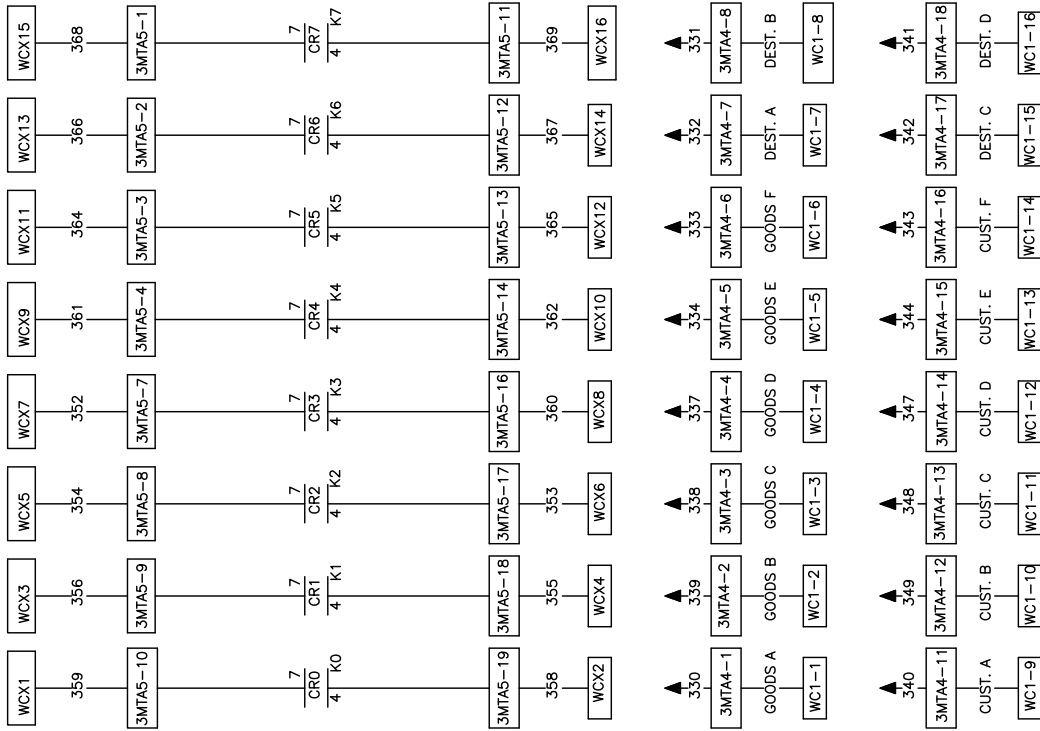 WCX1 WCX3 WCX5 WCX7 WCX9 WCX11 WCX13 WCX15
359 356 354 352 361 364 366 368
3MTA5-10 3MTA5-9 3MTA5-8 3MTA5-7 3MTA5-4 3MTA5-3 3MTA5-2 3MTA5-1
7 7 7 7 7 7 7 7
CR0 CR1 CR2 CR3 CR4 CR5 CR6 CR7
4 K0 4 K1 4 K2 4 K3 4 K4 4 K5 4 K6 4 K7
3MTA5-19 3MTA5-18 3MTA5-17 3MTA5-16 3MTA5-14 3MTA5-13 3MTA5-12 3MTA5-11
358 355 353 360 362 365 367 369
WCX2 WCX4 WCX6 WCX8 WCX10 WCX12 WCX14 WCX16
330 339 338 337 334 333 332 331
3MTA4-1 3MTA4-2 3MTA4-3 3MTA4-4 3MTA4-5 3MTA4-6 3MTA4-7 3MTA4-8
GOODS A GOODS B GOODS C GOODS D GOODS E GOODS F DEST. A DEST. B
WC1-1 WC1-2 WC1-3 WC1-4 WC1-5 WC1-6 WC1-7 WC1-8
340 349 348 347 344 343 342 341
3MTA4-11 3MTA4-12 3MTA4-13 3MTA4-14 3MTA4-15 3MTA4-16 3MTA4-17 3MTA4-18
CUST. A CUST. B CUST. C CUST. D CUST. E CUST. F DEST. C DEST. D
WC1-9 WC1-10 WC1-11 WC1-12 WC1-13 WC1-14 WC1-15 WC1-16